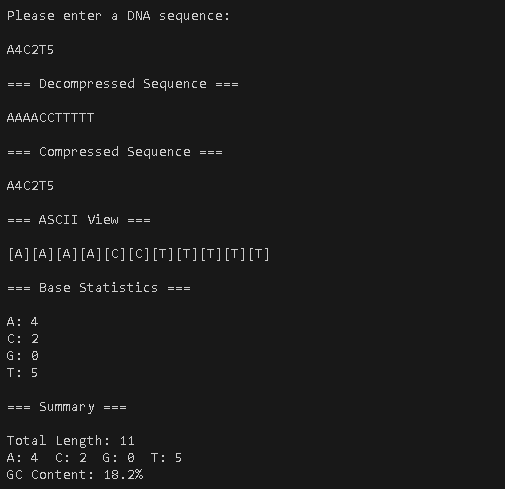 Please enter a DNA sequence:
A4C2T5
=== Decompressed Sequence ===
AAAACCTTTTT
=== Compressed Sequence ===
A4C2T5
=== ASCII View ===
[A][A][A][A][C][C][T][T][T][T][T]
=== Base Statistics ===
A: 4
C: 2
G: 0
T: 5
=== Summary ===
Total Length: 11
A: 4  C: 2  G: 0  T: 5
GC Content: 18.2%